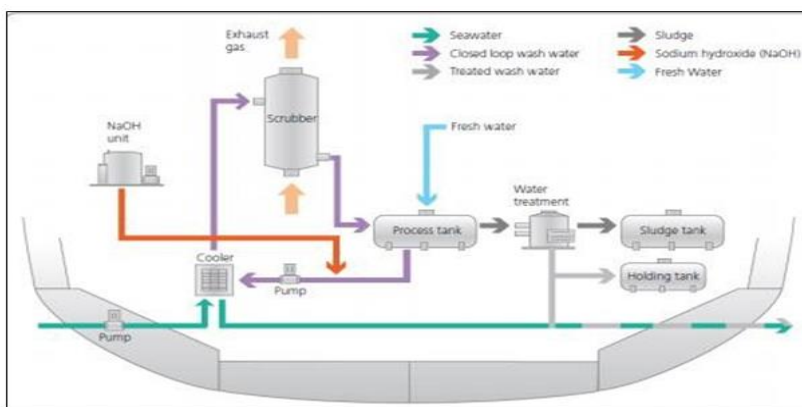 Exhaust
gas
Seawater
Closed loop wash water
Treated wash water
Sludge
Sodium hydroxide (NaOH)
Fresh Water
Scrubber
NaOH
unit
Fresh water
Water
treatment
Process tank
Sludge tank
Cooler
Holding tank
Pump
Pump